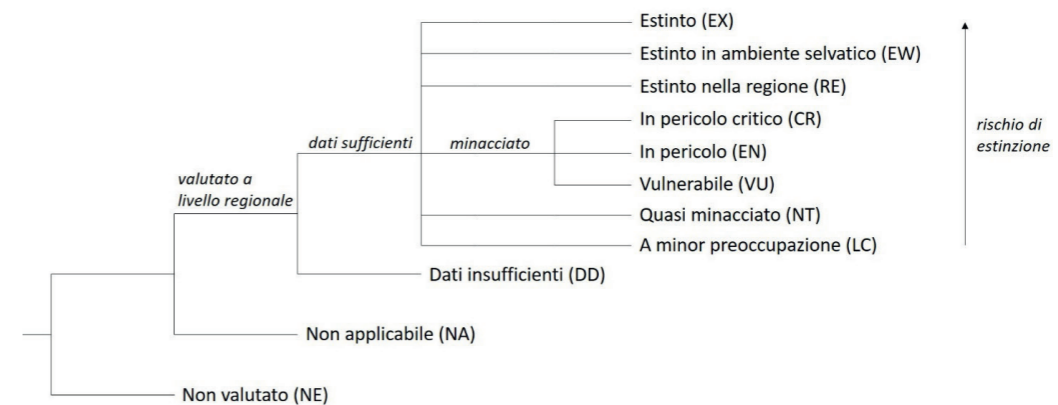 Estinto (EX)
Estinto in ambiente selvatico (EW)
Estinto nella regione (RE)
In pericolo critico (CR)
rischio di
estinzione
dati sufficienti
minacciato
In pericolo (EN)
valutato a
livello regionale
Vulnerabile (VU)
Quasi minacciato (NT)
A minor preoccupazione (LC)
Dati insufficienti (DD)
Non applicabile (NA)
Non valutato (NE)